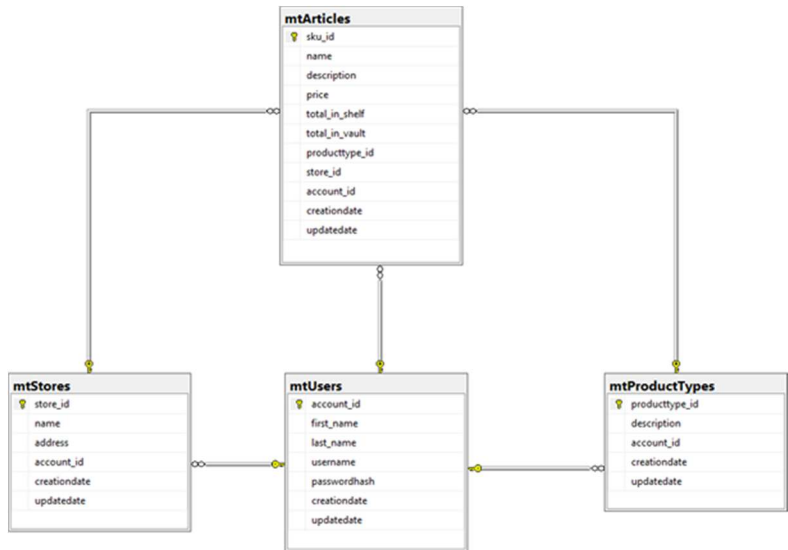 mtArticles
sku_id
name
description
price
total_in_shelf
total_in_vault
producttype_id
store_id
account_id
creationdate
updatedate
mtStores
store_id
name
address
account_id
creationdate
updatedate
mtUsers
account_id
first_name
last_name
username
passwordhash
creationdate
updatedate
mtProductTypes
producttype_id
description
account_id
creationdate
updatedate